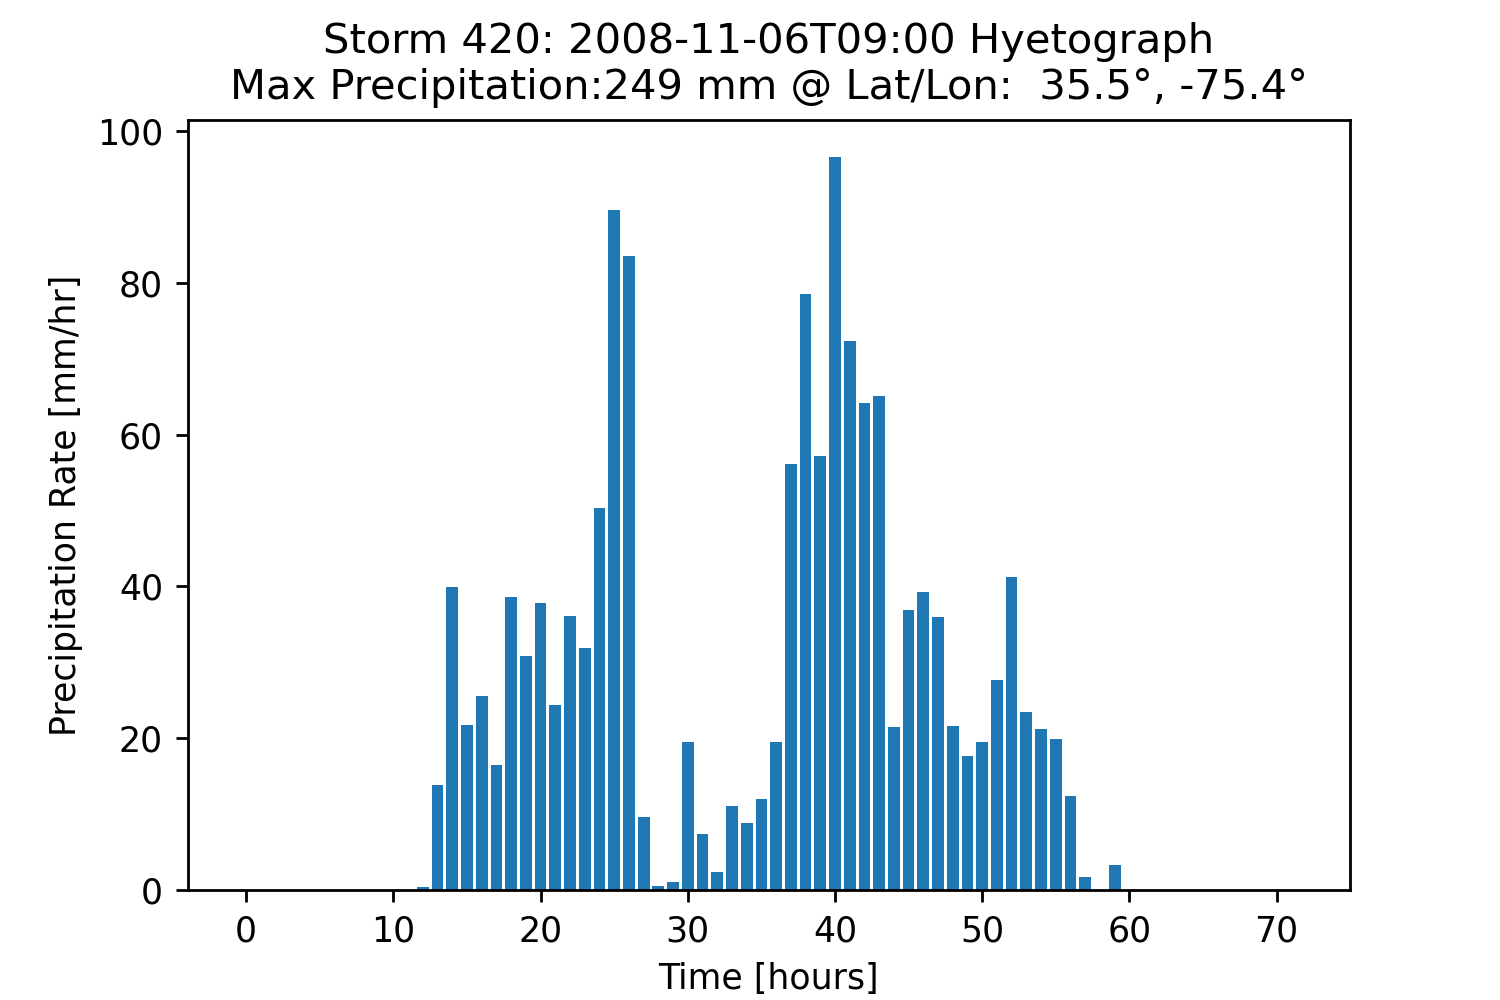 Storm 420: 2008-11-06T09:00 Hyetograph
Max Precipitation:249 mm @ Lat/Lon:  35.5°, -75.4°
100
80
60
40
20
0
Precipitation Rate [mm/hr]
0 10 20 30 40 50 60 70
Time [hours]